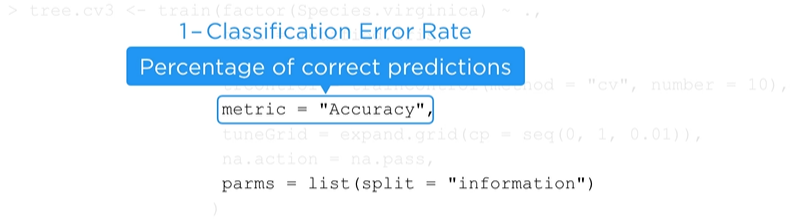 > tree.cv3 <- train(factor(Species.virginica) ~ .,
1–Classification Error Rate
Percentage of correct predictions
= "cv", number = 10),
metric = "Accuracy",
tuneGrid = expand.grid(cp = seq(0, 1, 0.01)),
na.action = na.pass,
parms = list(split = "information")
)